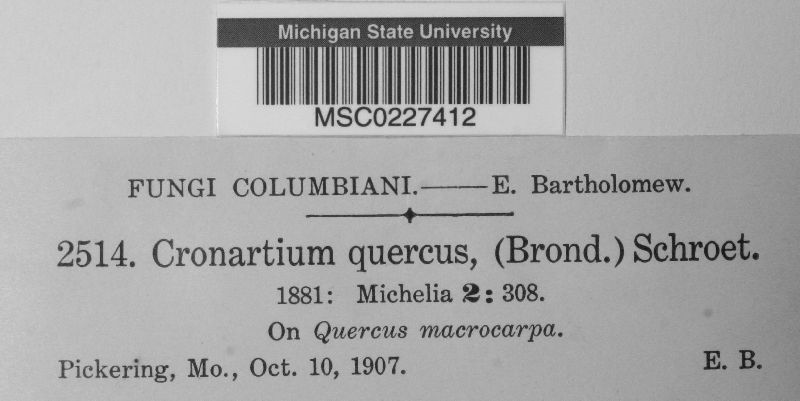 Michigan State University
MSC0227412
FUNGI COLUMBIANI.——E. Bartholomew.
2514. Cronartium quercus, (Brond.) Schroet.
1881: Michelia 2: 308.
On Quercus macrocarpa.
Pickering, Mo., Oct. 10, 1907. E. B.